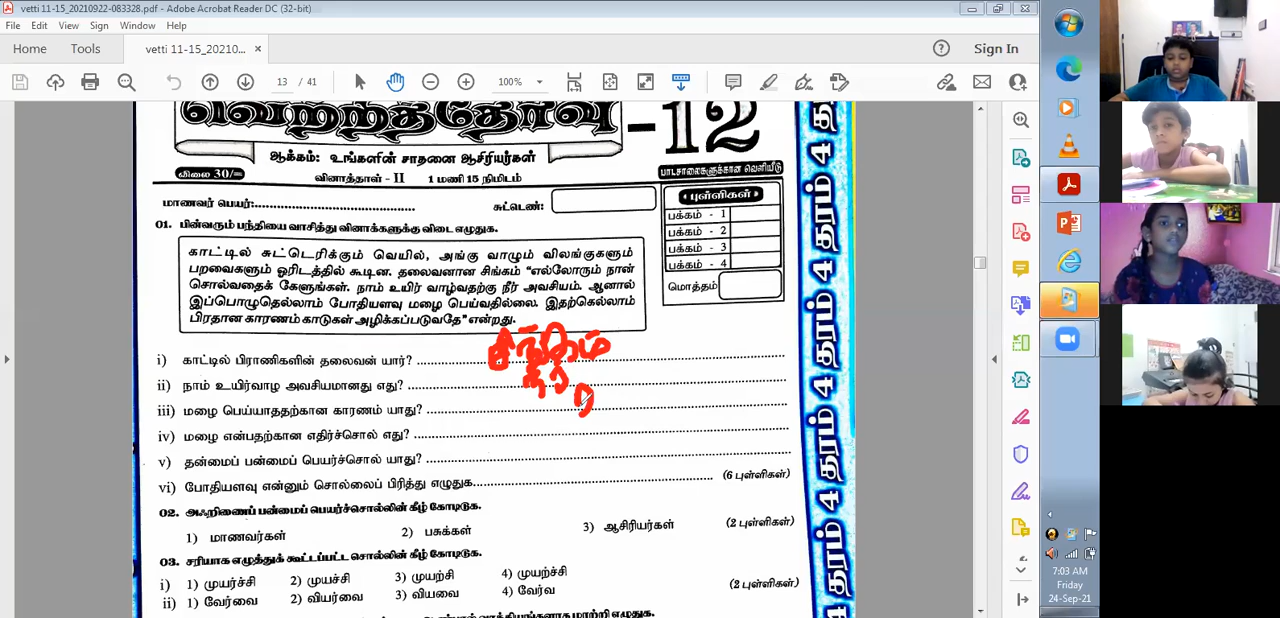 vetti 11-15_20210922-083328.pdf - Adobe Acrobat Reader DC (32-bit)
File Edit View Sign Window Help
Home Tools vetti 11-15_20210... × Sign In
13 / 41 100%
வெற்றித்தேர்வு -12
ஆக்கம்: உங்களின் சாதனை ஆசிரியர்கள்
பாடசாலைகளுக்கான வெளியீடு
விலை 30/= வினாத்தாள் - II 1 மணி 15 நிமிடம்
மாணவர் பெயர்:................................................ சுட்டெண்:
புள்ளிகள்
பக்கம் - 1
பக்கம் - 2
பக்கம் - 3
பக்கம் - 4
மொத்தம்
01. பின்வரும் பந்தியை வாசித்து வினாக்களுக்கு விடை எழுதுக.
காட்டில் சுட்டெரிக்கும் வெயில், அங்கு வாழும் விலங்குகளும்
பறவைகளும் ஓரிடத்தில் கூடின. தலைவனான சிங்கம் "எல்லோரும் நான்
சொல்வதைக் கேளுங்கள். நாம் உயிர் வாழ்வதற்கு நீர் அவசியம். ஆனால்
இப்பொழுதெல்லாம் போதியளவு மழை பெய்வதில்லை. இதற்கெல்லாம்
பிரதான காரணம் காடுகள் அழிக்கப்படுவதே" என்றது.
சிங்கம்
i) காட்டில் பிராணிகளின் தலைவன் யார்?
ii) நாம் உயிர்வாழ அவசியமானது எது?
iii) மழை பெய்யாததற்கான காரணம் யாது?
iv) மழை என்பதற்கான எதிர்ச்சொல் எது?
v) தன்மைப் பன்மைப் பெயர்ச்சொல் யாது?
vi) போதியளவு என்னும் சொல்லைப் பிரித்து எழுதுக. (6 புள்ளிகள்)
02. அஃறிணைப் பன்மைப் பெயர்ச்சொல்லின் கீழ் கோடிடுக.
1) மாணவர்கள் 2) பசுக்கள் 3) ஆசிரியர்கள் (2 புள்ளிகள்)
03. சரியாக எழுத்துக் கூட்டப்பட்ட சொல்லின் கீழ் கோடிடுக.
i) 1) முயர்ச்சி 2) முயச்சி 3) முயற்சி 4) முயற்ச்சி
ii) 1) வேர்வை 2) வியர்வை 3) வியவை 4) வேர்வ (2 புள்ளிகள்)
தரம் 4 தரம் 4 தரம் 4 தரம் 4
7:03 AM
Friday
24-Sep-21